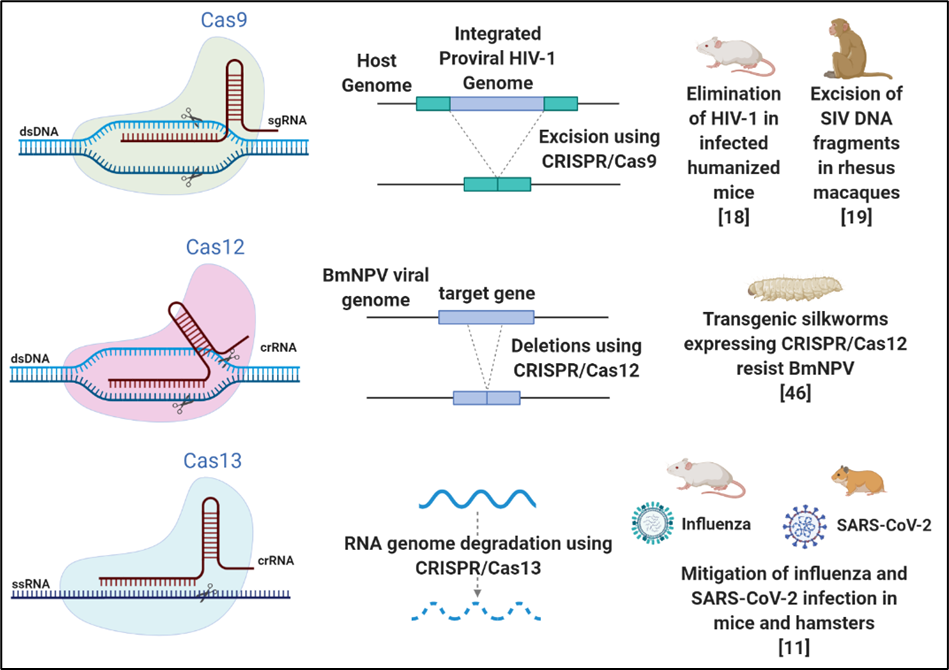 Cas9
dsDNA
sgRNA
Host
Genome
Integrated
Proviral HIV-1
Genome
Excision using
CRISPR/Cas9
Elimination
of HIV-1 in
infected
humanized
mice
[18]
Excision of
SIV DNA
fragments
in rhesus
macaques
[19]
Cas12
dsDNA
crRNA
BmNPV viral
genome
target gene
Deletions using
CRISPR/Cas12
Transgenic silkworms
expressing CRISPR/Cas12
resist BmNPV
[46]
Cas13
ssRNA
crRNA
RNA genome degradation using
CRISPR/Cas13
Influenza
SARS-CoV-2
Mitigation of influenza and
SARS-CoV-2 infection in
mice and hamsters
[11]